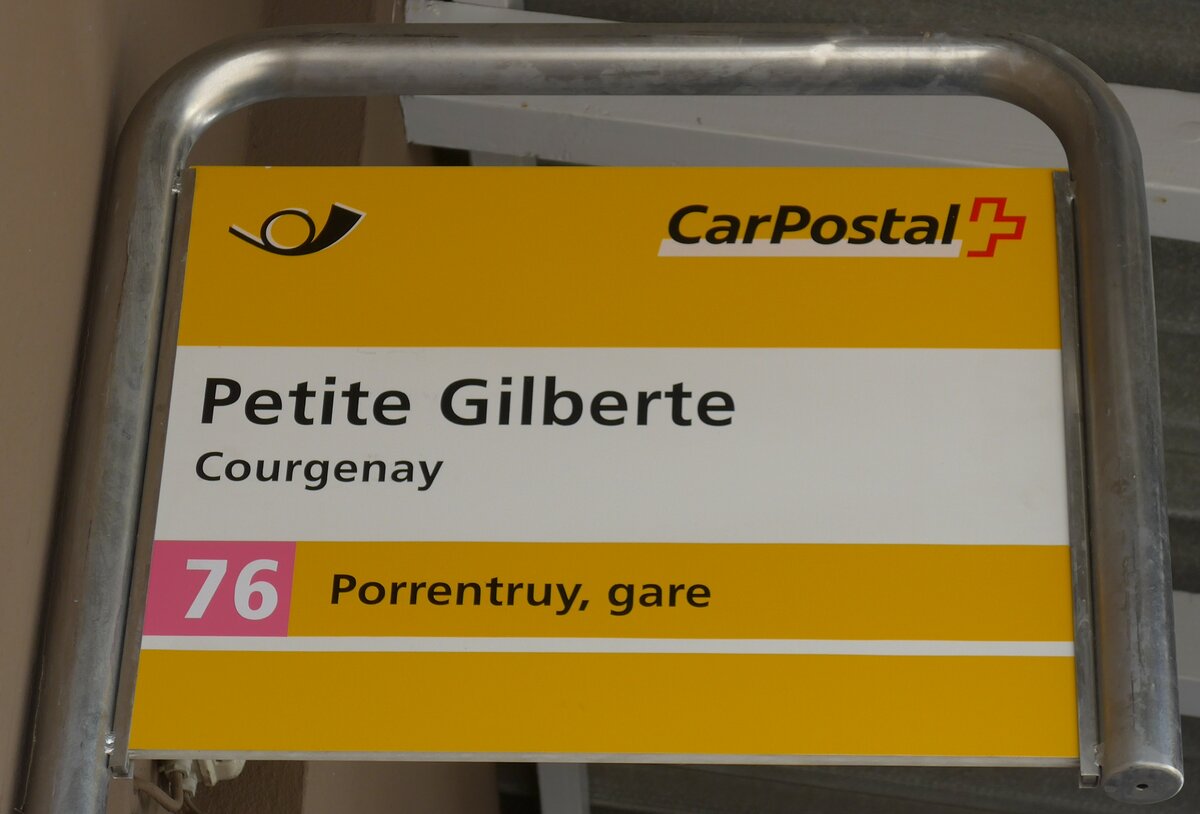 CarPostal
Petite Gilberte
Courgenay
76 Porrentruy, gare